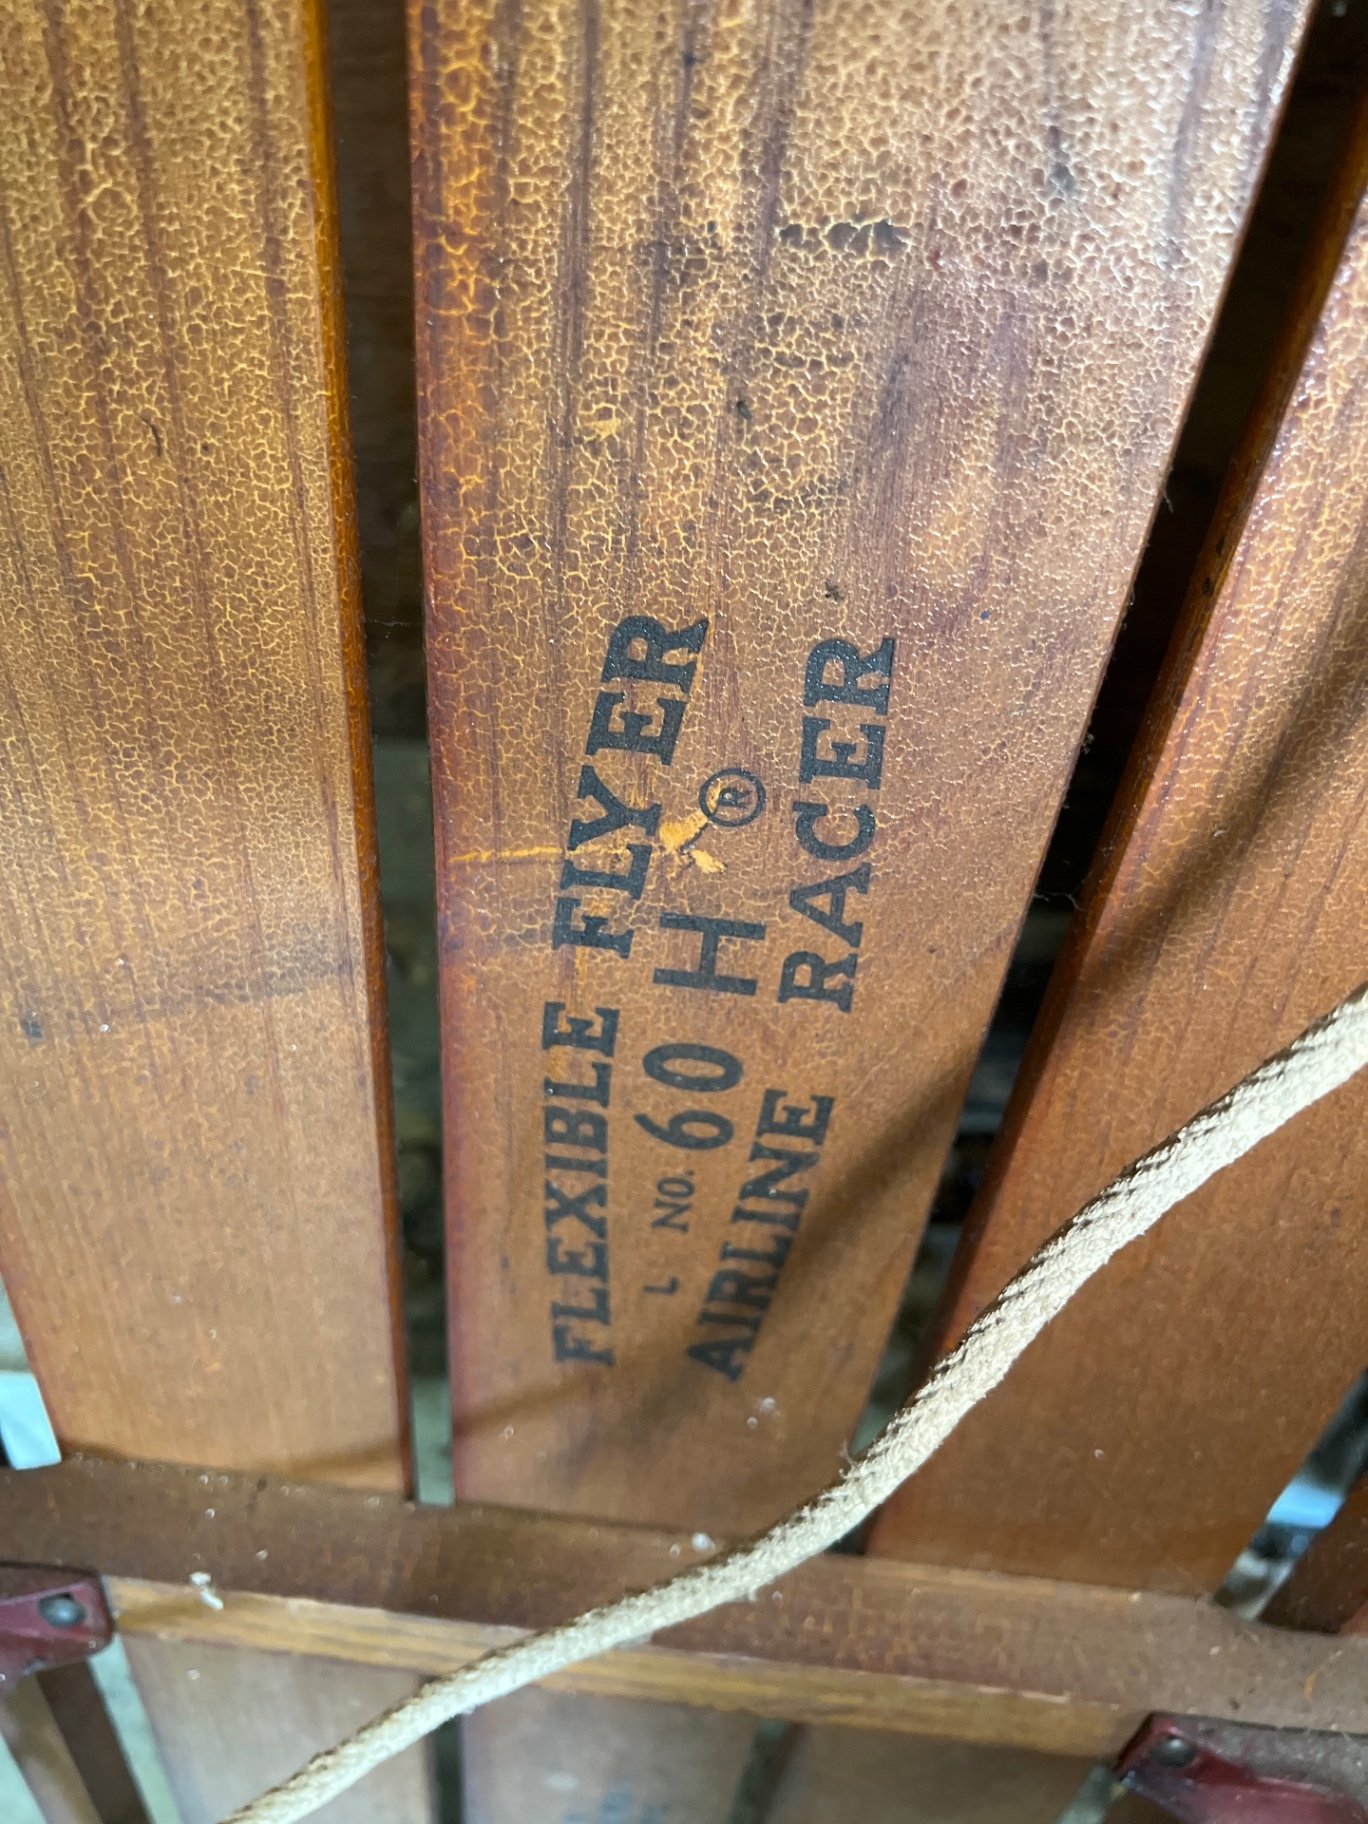 FLEXIBLE FLYER
L No. 60 H ®
AIRLINE RACER